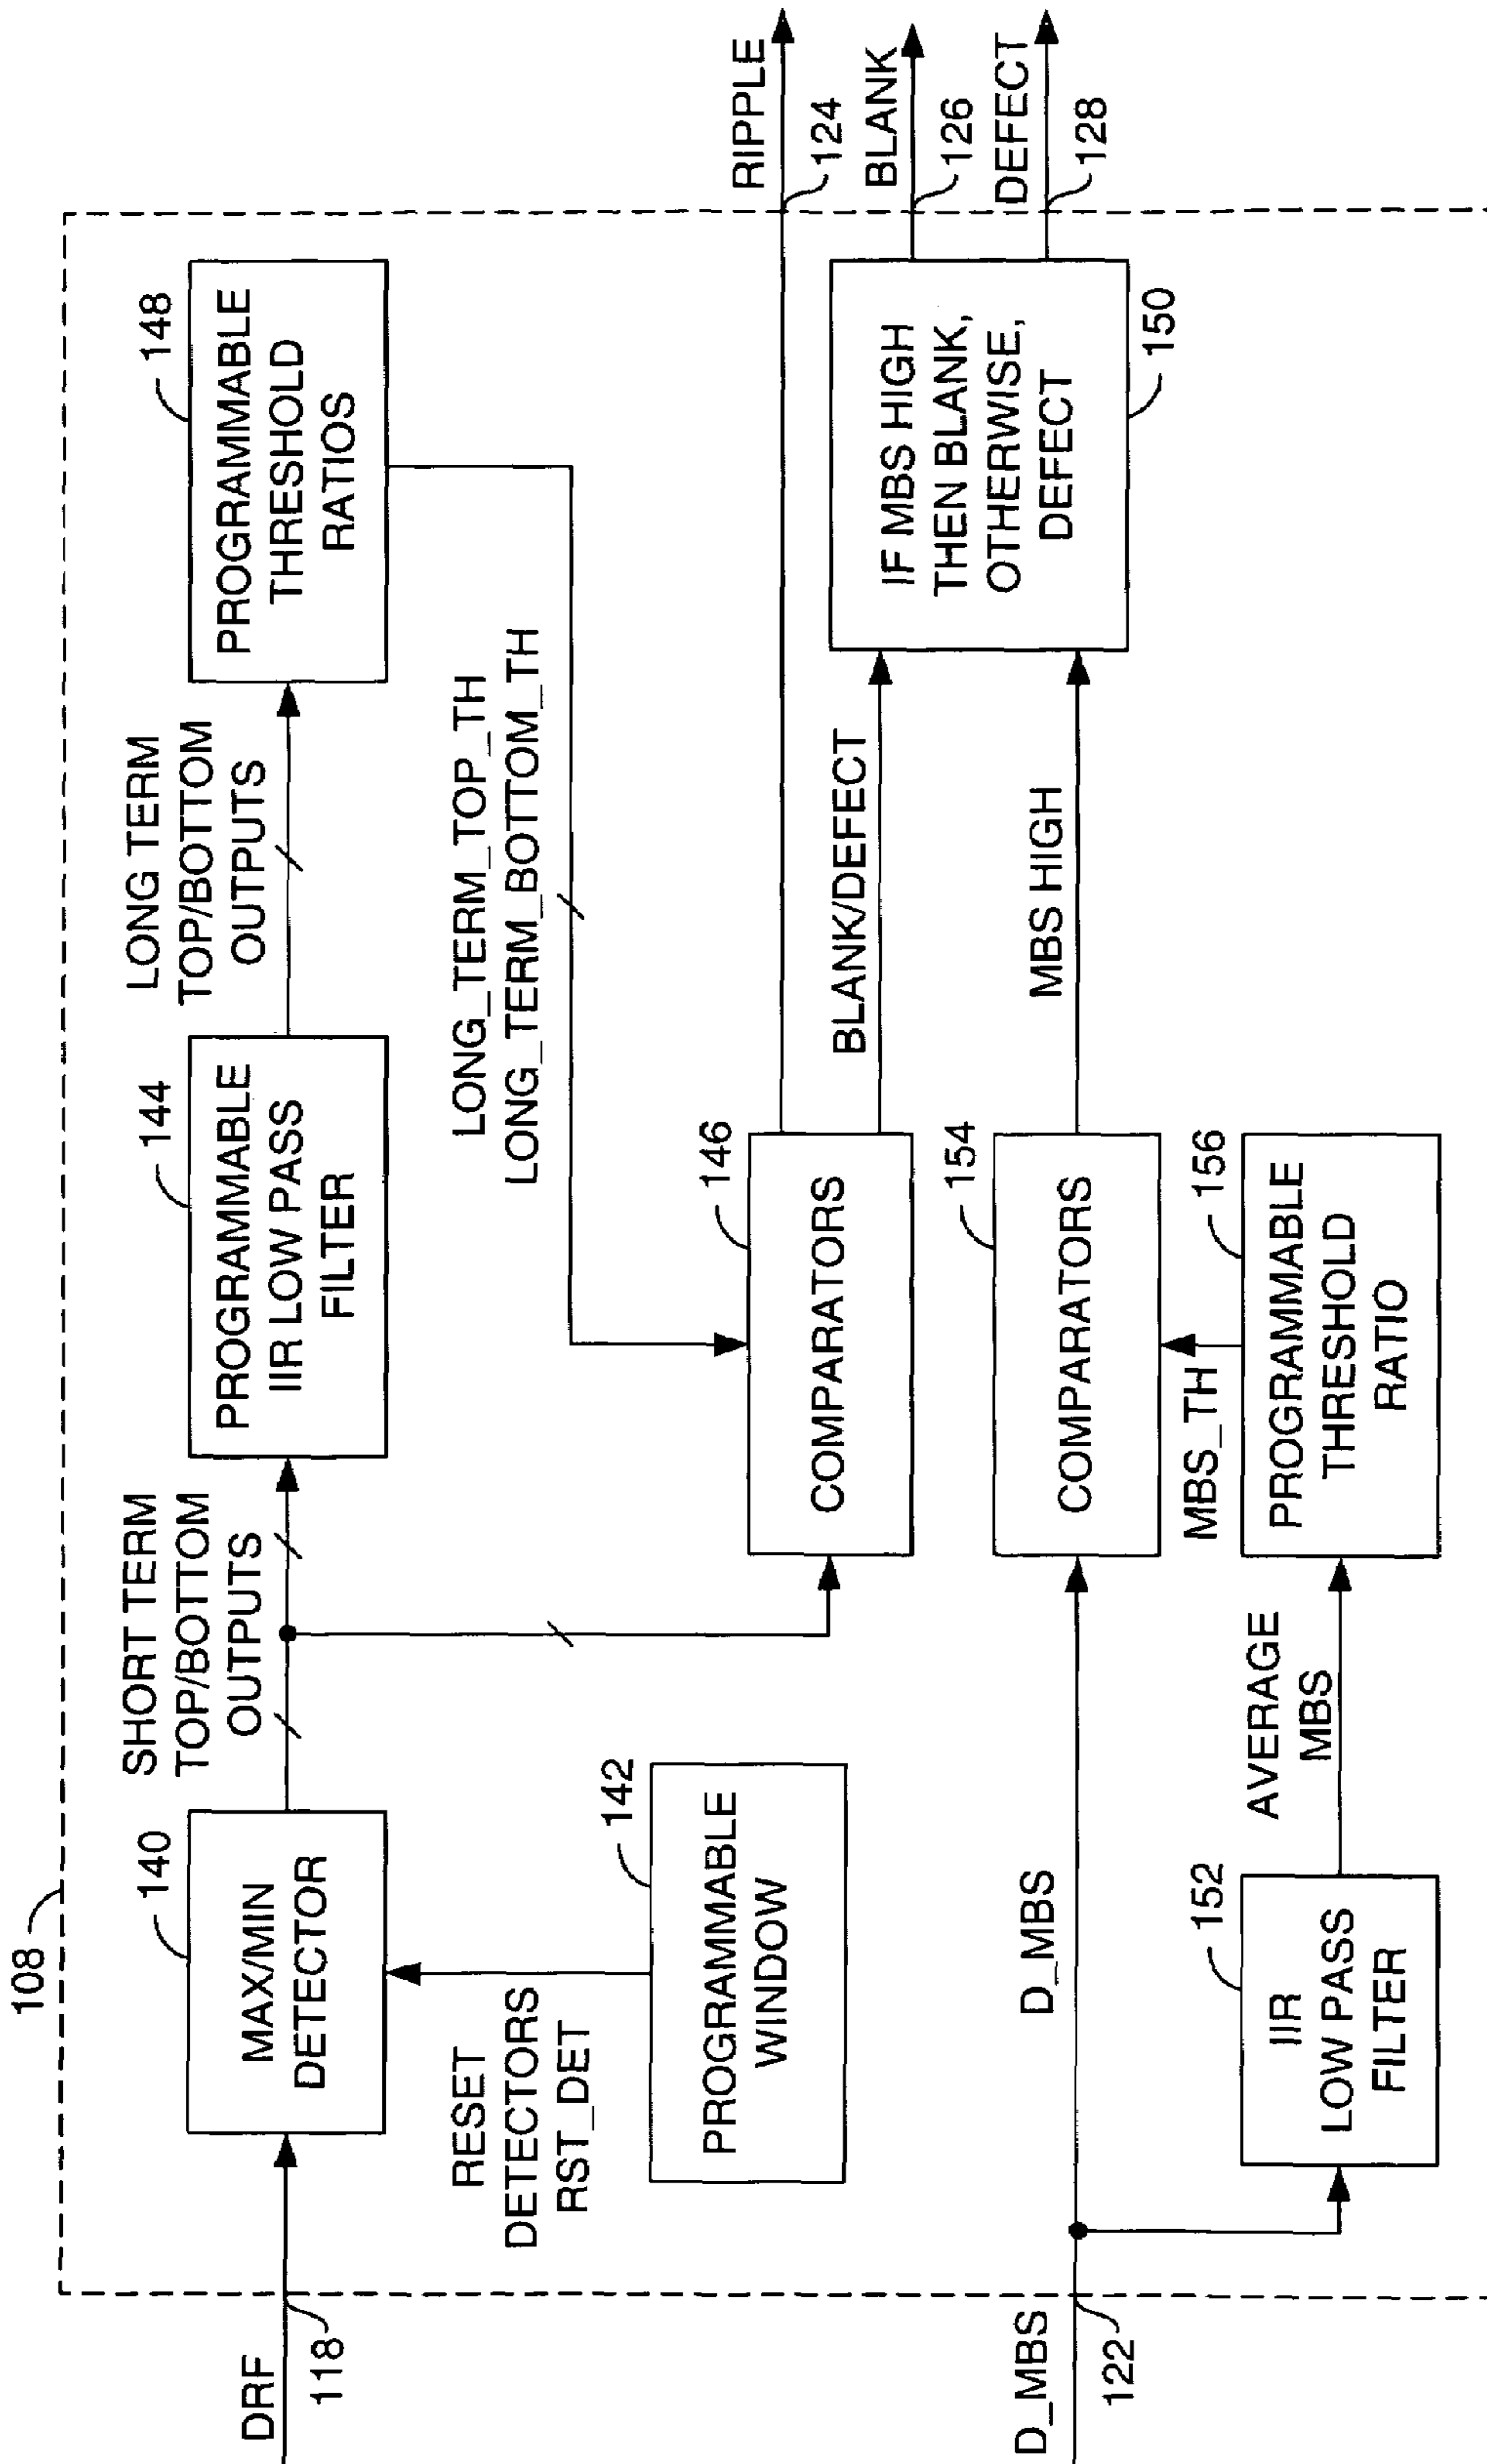 108
DRF
118
140
MAX/MIN
DETECTOR
SHORT TERM
TOP/BOTTOM
OUTPUTS
144
PROGRAMMABLE
IIR LOW PASS
FILTER
LONG TERM
TOP/BOTTOM
OUTPUTS
148
PROGRAMMABLE
THRESHOLD
RATIOS
RESET
DETECTORS
RST_DET
142
PROGRAMMABLE
WINDOW
LONG_TERM_TOP_TH
LONG_TERM_BOTTOM_TH
146
COMPARATORS
RIPPLE
124
BLANK/DEFECT
BLANK
126
DEFECT
128
IF MBS HIGH
THEN BLANK,
OTHERWISE,
DEFECT
150
D_MBS
122
D_MBS
154
COMPARATORS
MBS HIGH
MBS_TH
152
IIR
LOW PASS
FILTER
AVERAGE
MBS
156
PROGRAMMABLE
THRESHOLD
RATIO